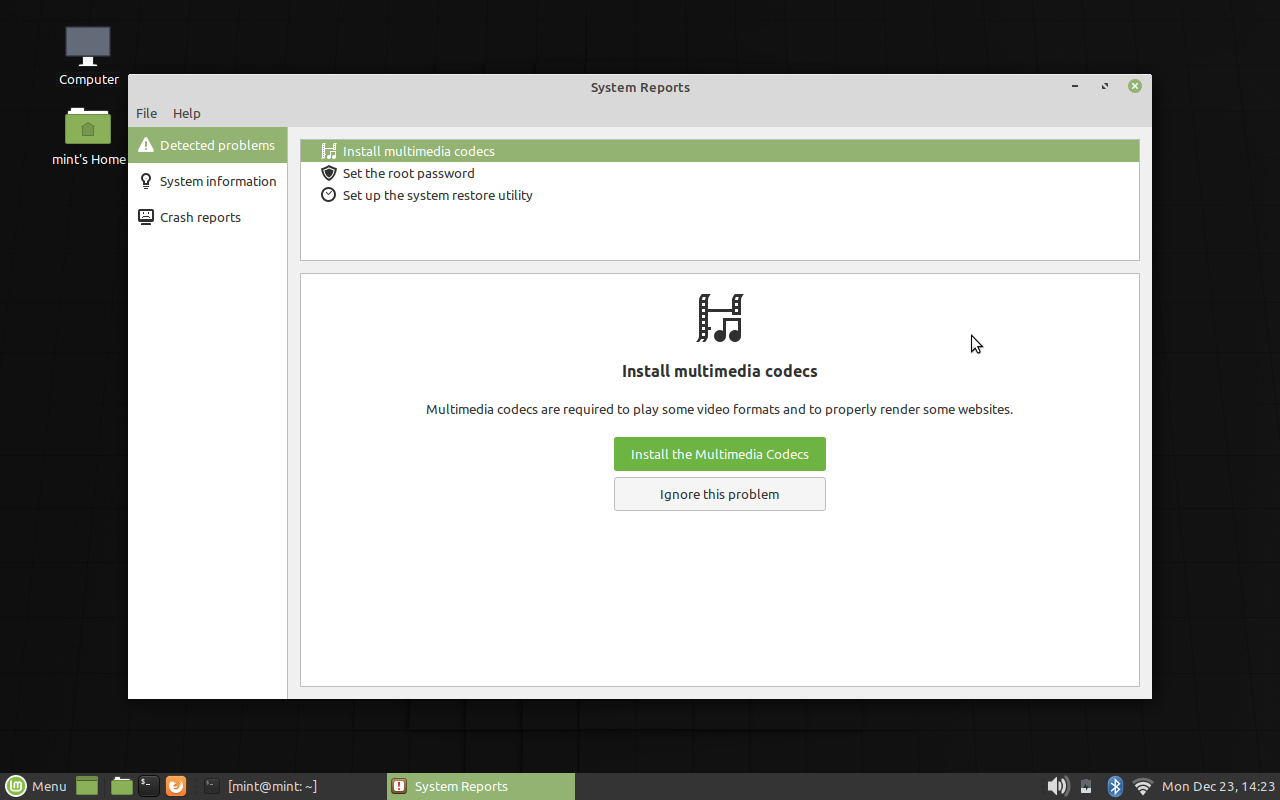 Computer
mint's Home
System Reports
File Help
Detected problems
System information
Crash reports
Install multimedia codecs
Set the root password
Set up the system restore utility
Install multimedia codecs
Multimedia codecs are required to play some video formats and to properly render some websites.
Install the Multimedia Codecs
Ignore this problem
Menu [mint@mint: ~] System Reports Mon Dec 23, 14:23